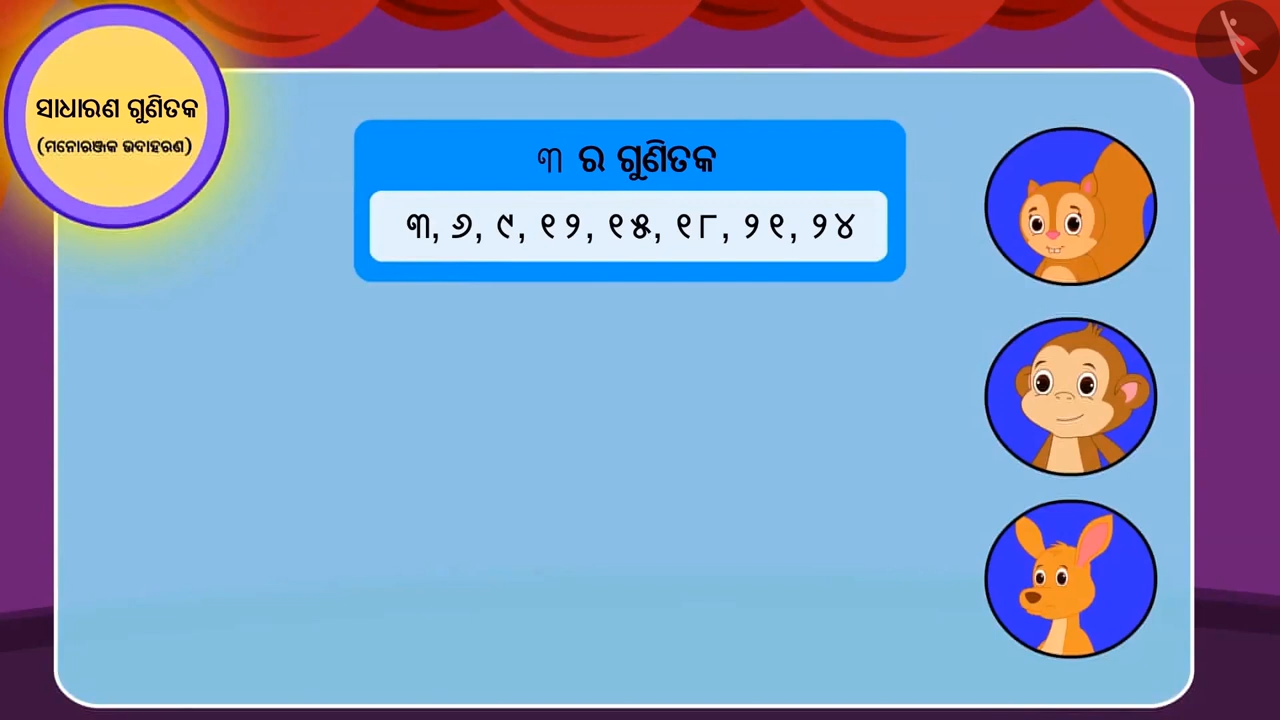 ସାଧାରଣ ଗୁଣିତକ
(ମନୋରଞ୍ଜକ ଉଦାହରଣ)
୩ ର ଗୁଣିତକ
୩, ୬, ୯, ୧୨, ୧୫, ୧୮, ୨୧, ୨୪